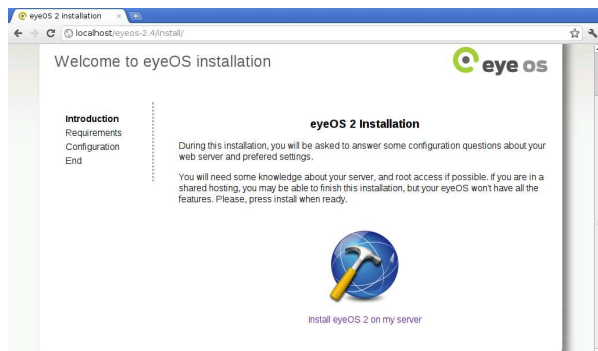 eyeOS 2 installation
localhost/eyeos-2.4/install/
Welcome to eyeOS installation
eye os
Introduction
Requirements
Configuration
End
eyeOS 2 Installation
During this installation, you will be asked to answer some configuration questions about your
web server and prefered settings.
You will need some knowledge about your server, and root access if possible. If you are in a
shared hosting, you may be able to finish this installation, but your eyeOS won't have all the
features. Please, press install when ready.
Install eyeOS 2 on my server